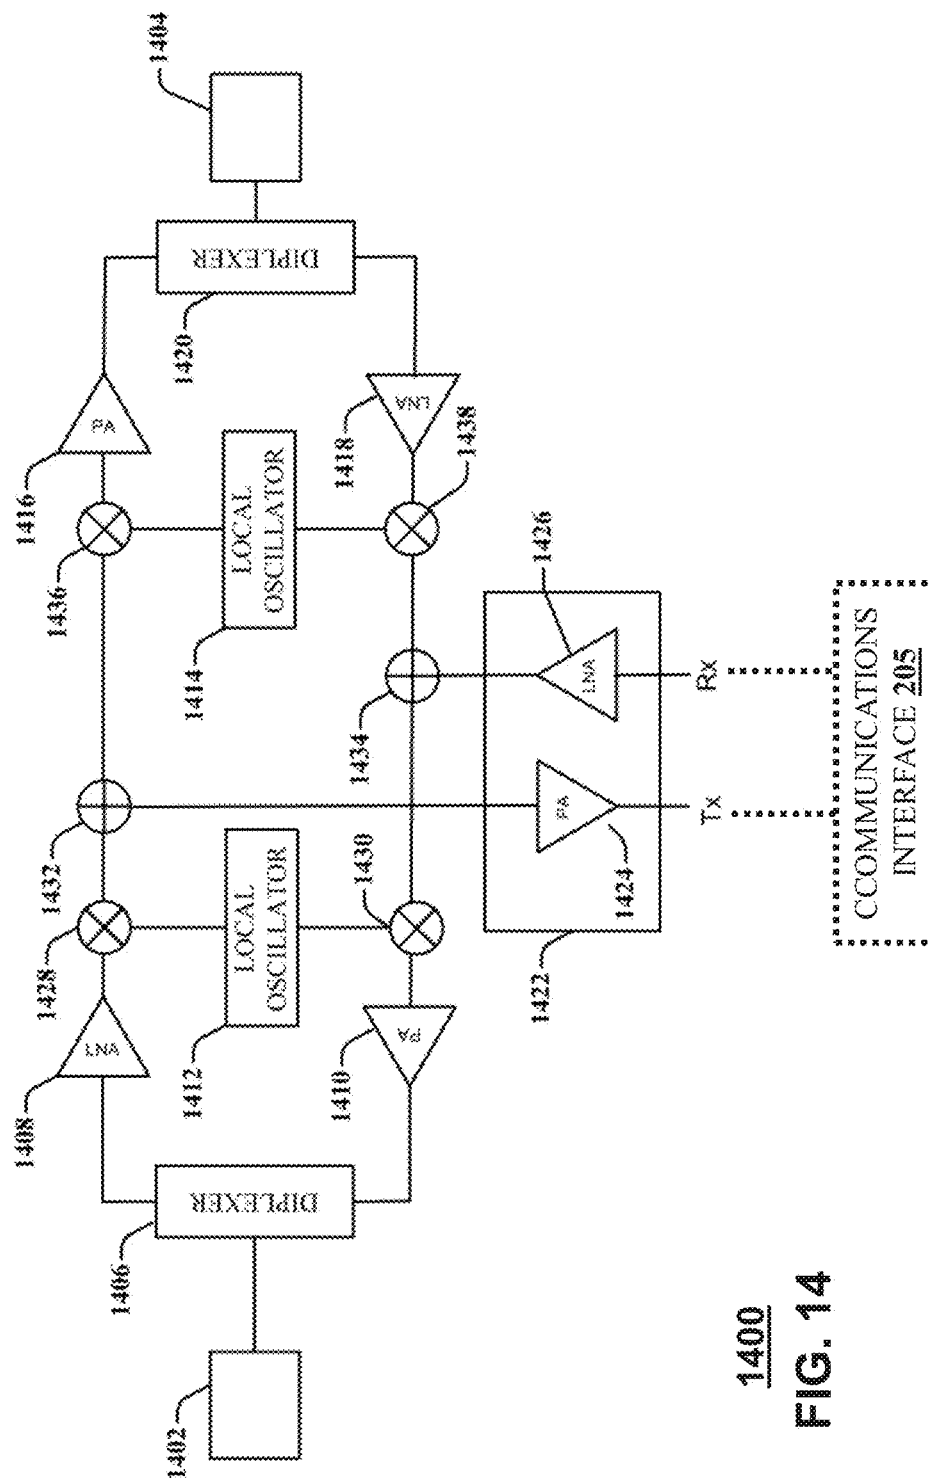 1404
1416
PA
1420
DIPLEXER
1436
1414
LOCAL
OSCILLATOR
1418
LNA
1438
1432
1434
1426
LNA
Rx
1428
1412
LOCAL
OSCILLATOR
1430
PA
1424
Tx
1422
CCOMMUNICATIONS
INTERFACE 205
1408
LNA
1410
PA
1406
DIPLEXER
1402
1400
FIG. 14